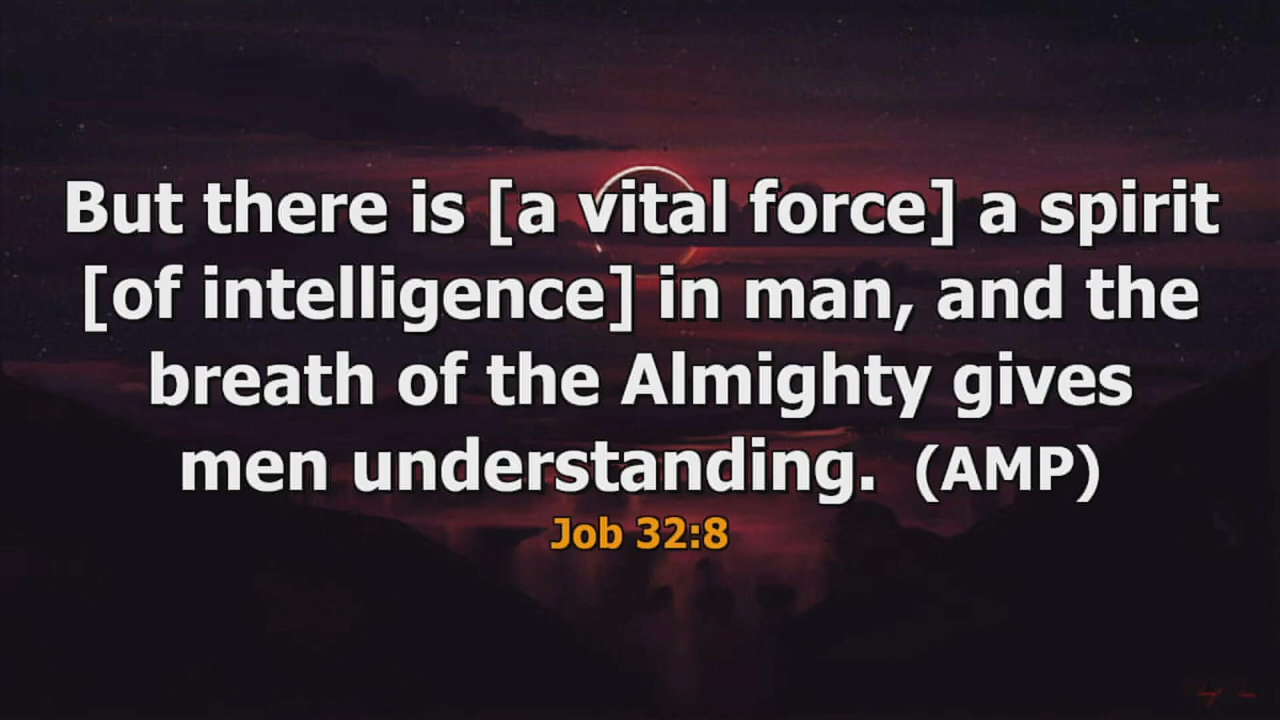 But there is [a vital force] a spirit
[of intelligence] in man, and the
breath of the Almighty gives
men understanding. (AMP)
Job 32:8